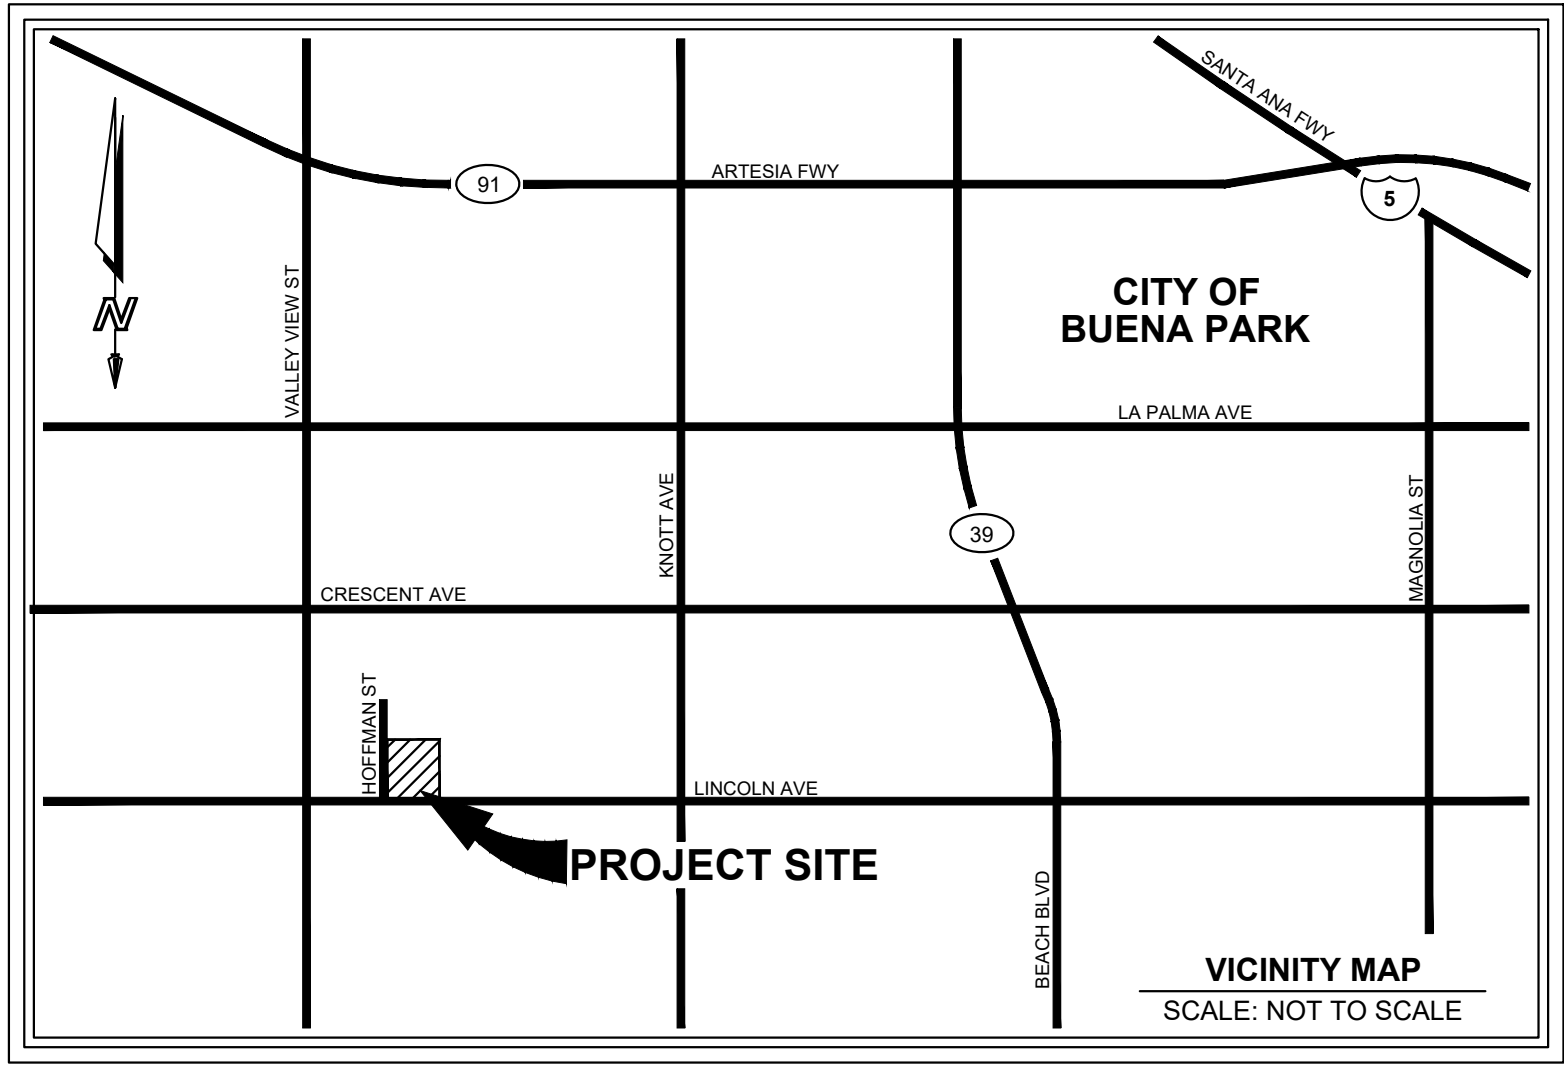 SANTA ANA FWY
ARTESIA FWY
91
5
N
VALLEY VIEW ST
CITY OF
BUENA PARK
LA PALMA AVE
KNOTT AVE
MAGNOLIA ST
39
CRESCENT AVE
HOFFMAN ST
LINCOLN AVE
PROJECT SITE
BEACH BLVD
VICINITY MAP
SCALE: NOT TO SCALE